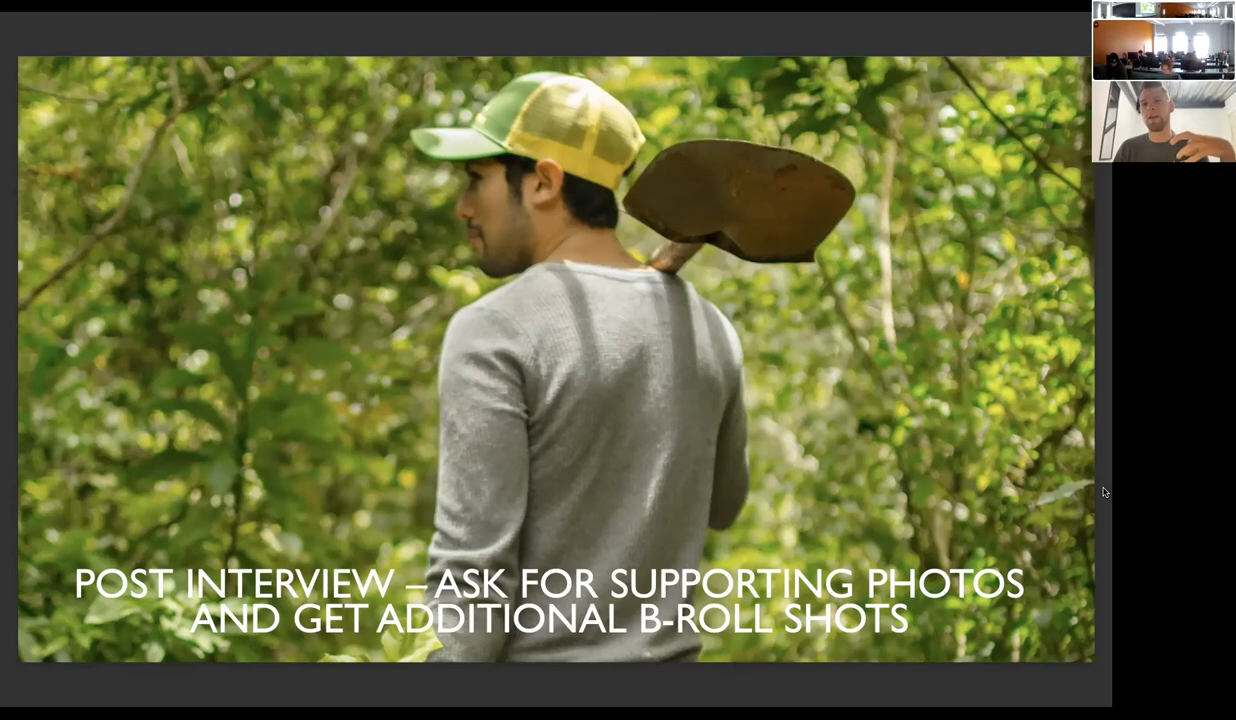 POST INTERVIEW – ASK FOR SUPPORTING PHOTOS
AND GET ADDITIONAL B-ROLL SHOTS